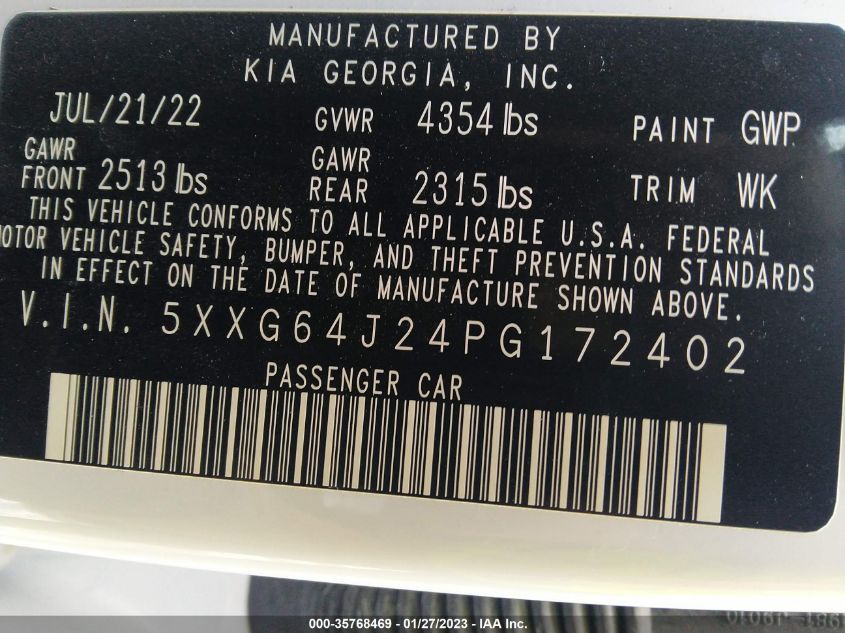 MANUFACTURED BY
KIA GEORGIA, INC.
JUL/21/22 GVWR 4354 lbs PAINT GWP
GAWR FRONT 2513 lbs GAWR REAR 2315 lbs TRIM WK
THIS VEHICLE CONFORMS TO ALL APPLICABLE U.S.A. FEDERAL
MOTOR VEHICLE SAFETY, BUMPER, AND THEFT PREVENTION STANDARDS
IN EFFECT ON THE DATE OF MANUFACTURE SHOWN ABOVE.
V.I.N. 5XXG64J24PG172402
PASSENGER CAR
000-35768469 - 01/27/2023 - IAA Inc.